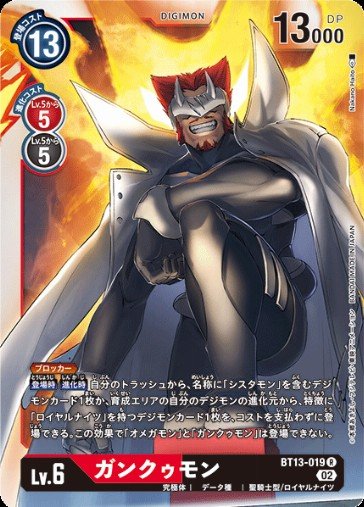 登場コスト
13
DIGIMON
13000
DP
進化コスト
Lv.5から
5
Lv.5から
5
Nakano Haito
BANDAI MADE IN JAPAN
ブロッカー
登場時 進化時 自分のトラッシュから、名称に「シスタモン」を含むデジ
モンカード1枚か、育成エリアの自分のデジモンの進化元から、特徴に
「ロイヤルナイツ」を持つデジモンカード1枚を、コストを支払わずに登
場できる。この効果で「オメガモン」と「ガンクゥモン」は登場できない。
BT13-019 R
02
Lv.6
ガンクゥモン
究極体 | データ種 | 聖騎士型/ロイヤルナイツ